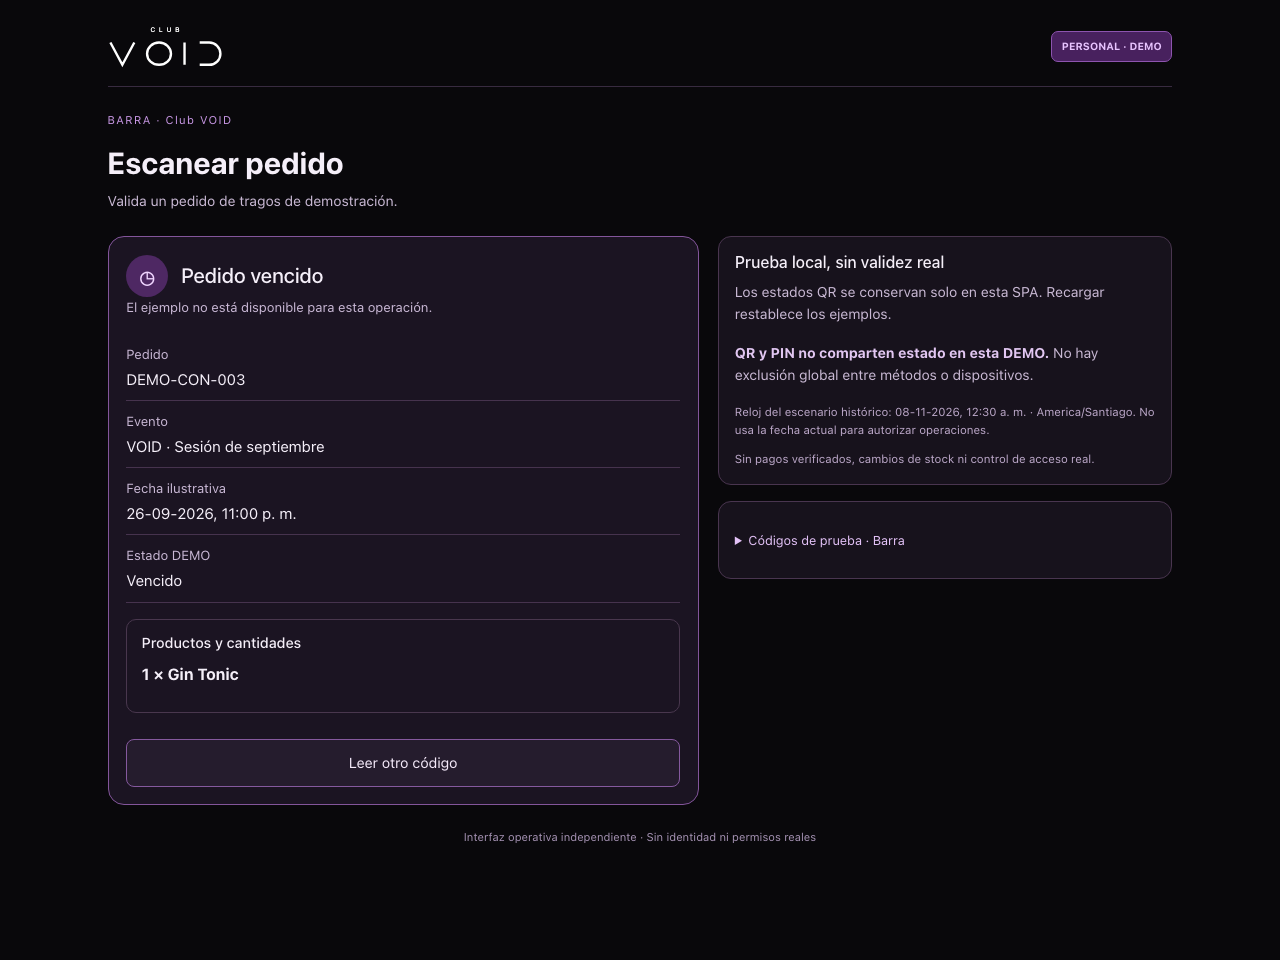 CLUB
VOID
PERSONAL · DEMO
BARRA · Club VOID
Escanear pedido
Valida un pedido de tragos de demostración.
Pedido vencido
El ejemplo no está disponible para esta operación.
Pedido
DEMO-CON-003
Evento
VOID · Sesión de septiembre
Fecha ilustrativa
26-09-2026, 11:00 p. m.
Estado DEMO
Vencido
Productos y cantidades
1 × Gin Tonic
Leer otro código
Prueba local, sin validez real
Los estados QR se conservan solo en esta SPA. Recargar
restablece los ejemplos.
QR y PIN no comparten estado en esta DEMO. No hay
exclusión global entre métodos o dispositivos.
Reloj del escenario histórico: 08-11-2026, 12:30 a. m. · America/Santiago. No
usa la fecha actual para autorizar operaciones.
Sin pagos verificados, cambios de stock ni control de acceso real.
Códigos de prueba · Barra
Interfaz operativa independiente · Sin identidad ni permisos reales